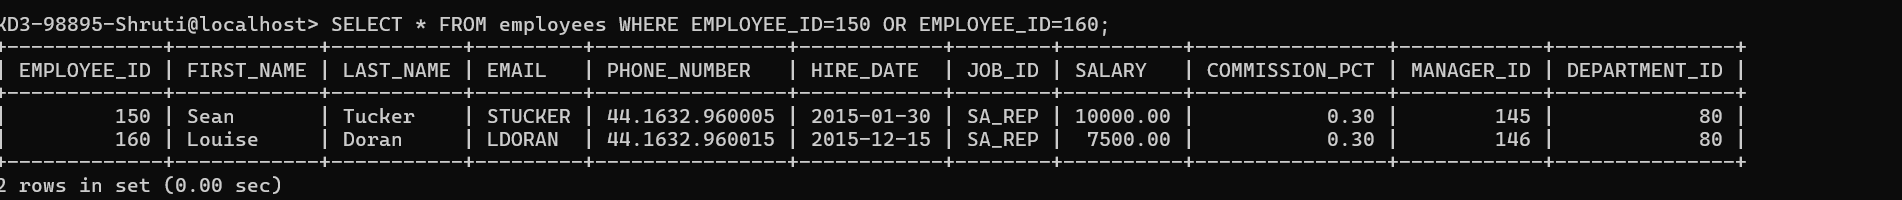 KD3-98895-Shruti@localhost> SELECT * FROM employees WHERE EMPLOYEE_ID=150 OR EMPLOYEE_ID=160;
+-------------+------------+-----------+---------+----------------+------------+--------+----------+----------------+------------+---------------+
| EMPLOYEE_ID | FIRST_NAME | LAST_NAME | EMAIL   | PHONE_NUMBER   | HIRE_DATE  | JOB_ID | SALARY   | COMMISSION_PCT | MANAGER_ID | DEPARTMENT_ID |
+-------------+------------+-----------+---------+----------------+------------+--------+----------+----------------+------------+---------------+
|         150 | Sean       | Tucker    | STUCKER | 44.1632.960005 | 2015-01-30 | SA_REP | 10000.00 |           0.30 |        145 |            80 |
|         160 | Louise     | Doran     | LDORAN  | 44.1632.960015 | 2015-12-15 | SA_REP |  7500.00 |           0.30 |        146 |            80 |
+-------------+------------+-----------+---------+----------------+------------+--------+----------+----------------+------------+---------------+
2 rows in set (0.00 sec)